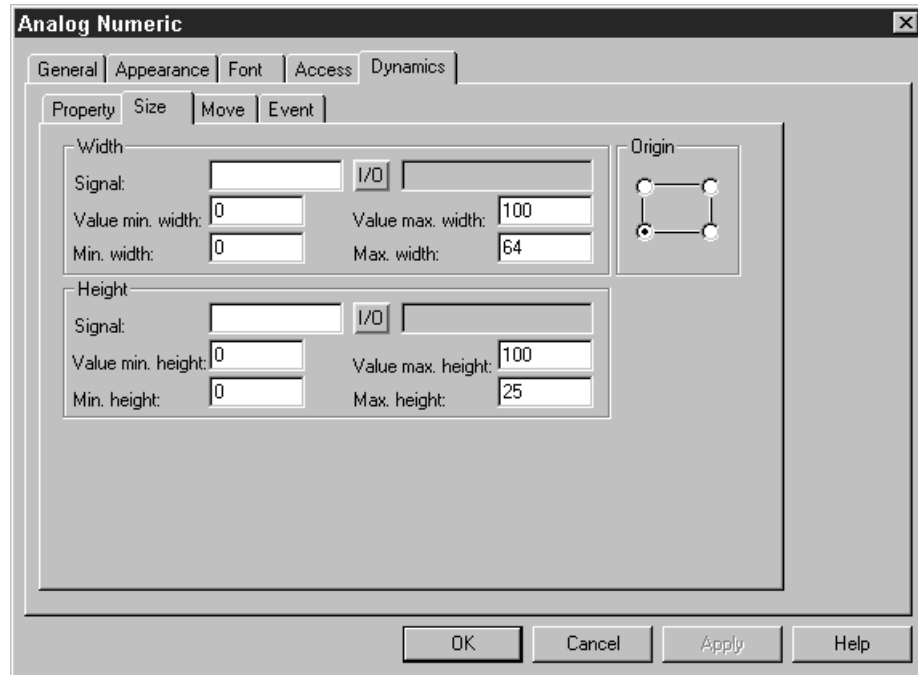 Analog Numeric
General Appearance Font Access Dynamics
Property Size Move Event
Width
Origin
Signal: I/O
Value min. width: 0 Value max. width: 100
Min. width: 0 Max. width: 64
Height
Signal: I/O
Value min. height: 0 Value max. height: 100
Min. height: 0 Max. height: 25
OK Cancel Apply Help